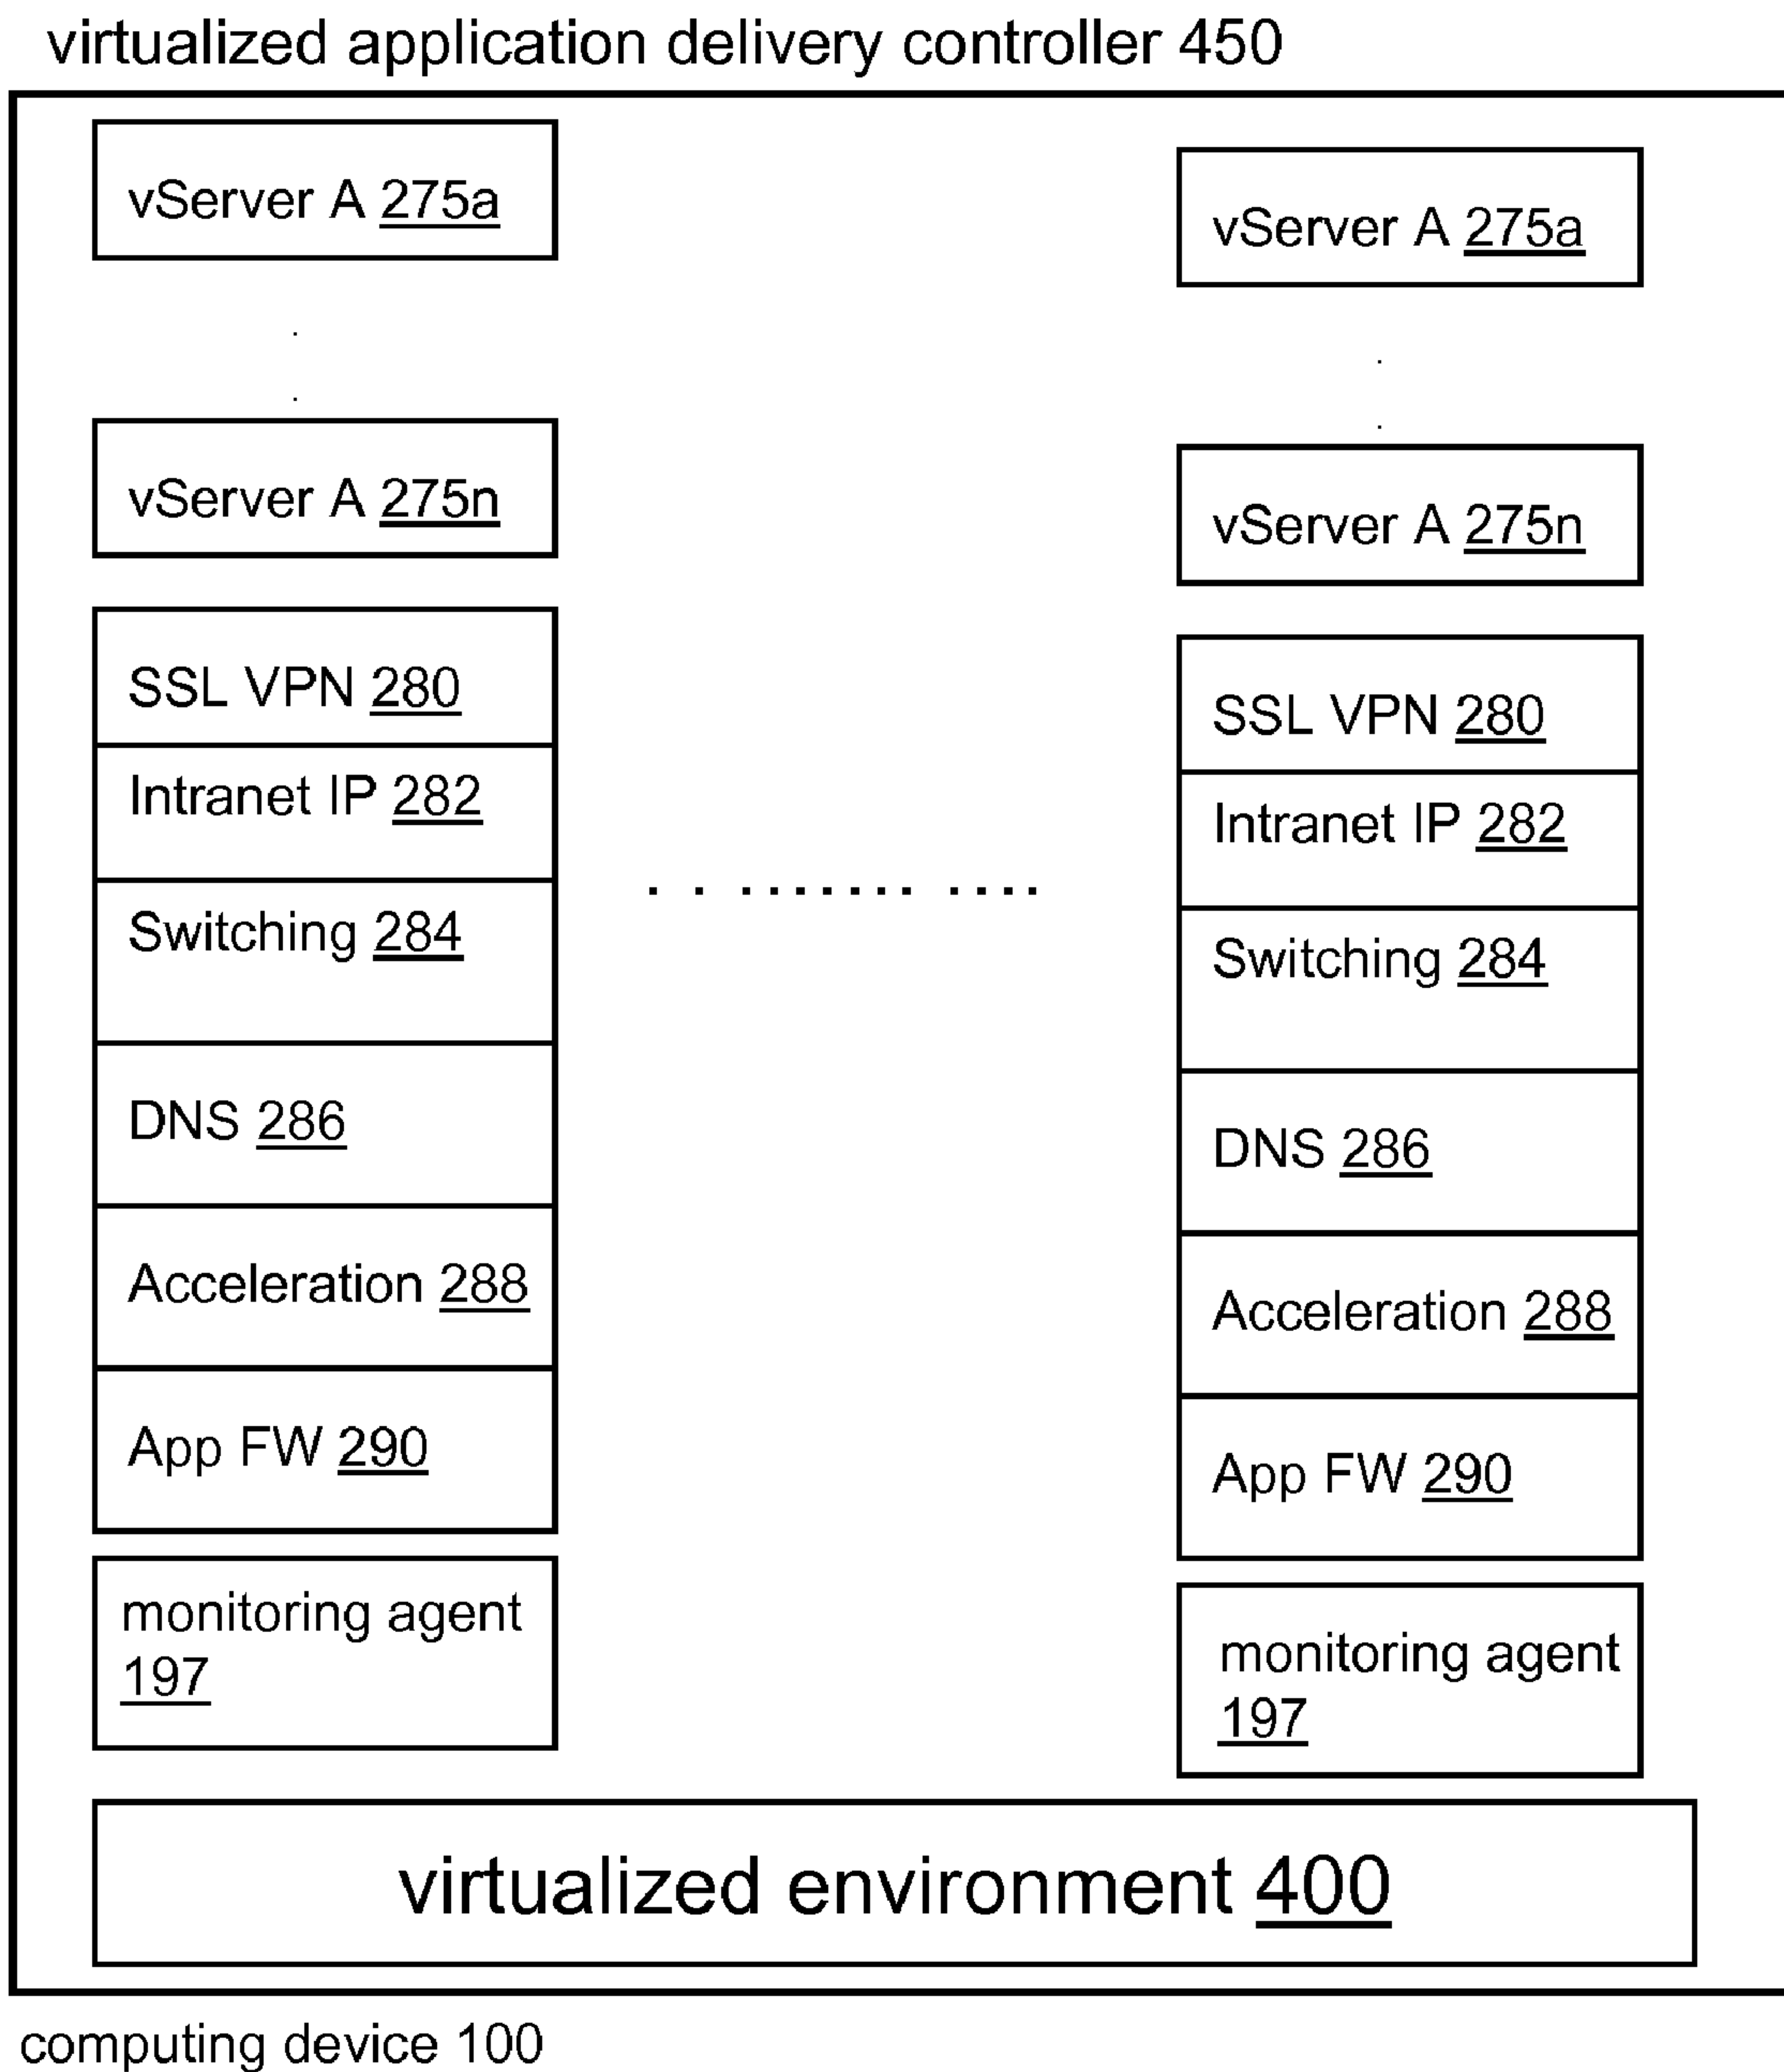 virtualized application delivery controller 450
vServer A 275a
vServer A 275n
SSL VPN 280
Intranet IP 282
Switching 284
DNS 286
Acceleration 288
App FW 290
monitoring agent
197
vServer A 275a
vServer A 275n
SSL VPN 280
Intranet IP 282
Switching 284
DNS 286
Acceleration 288
App FW 290
monitoring agent
197
virtualized environment 400
computing device 100